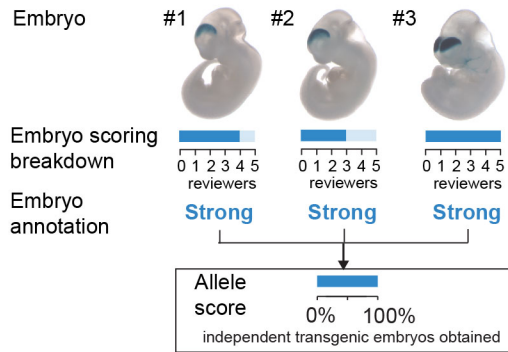 Embryo #1 #2 #3
Embryo scoring breakdown
0 1 2 3 4 5 0 1 2 3 4 5 0 1 2 3 4 5
reviewers reviewers reviewers
Embryo annotation
Strong Strong Strong
Allele score
0% 100%
independent transgenic embryos obtained